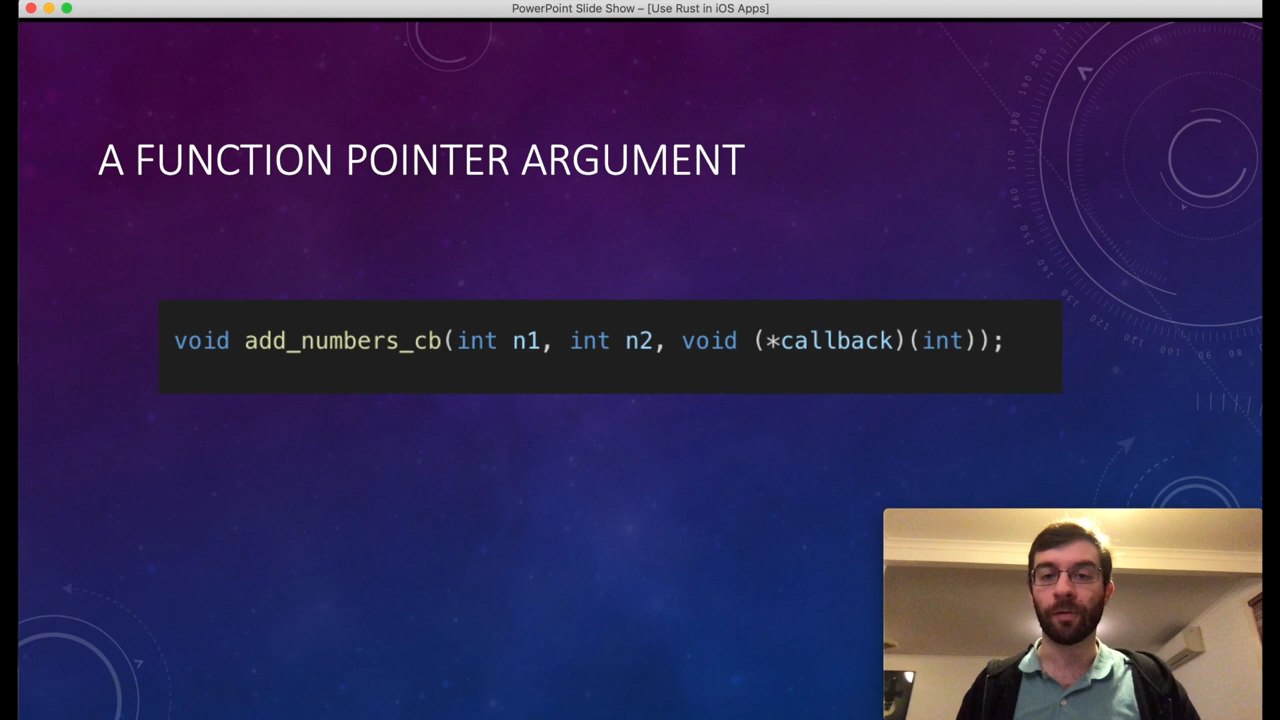 PowerPoint Slide Show – [Use Rust in iOS Apps]
A FUNCTION POINTER ARGUMENT
void add_numbers_cb(int n1, int n2, void (*callback)(int));